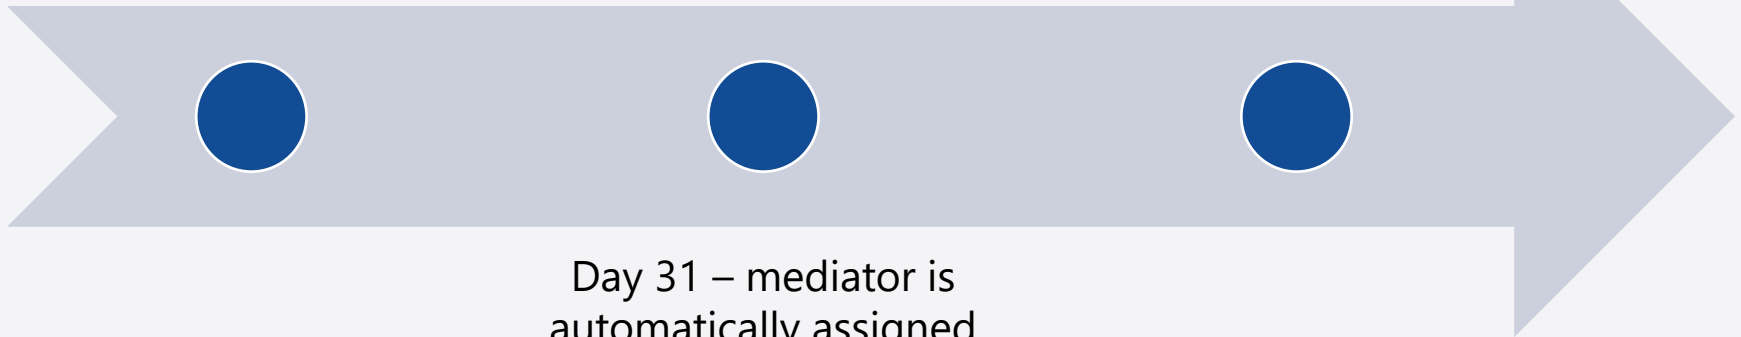 Day 31 – mediator is
automatically assigned